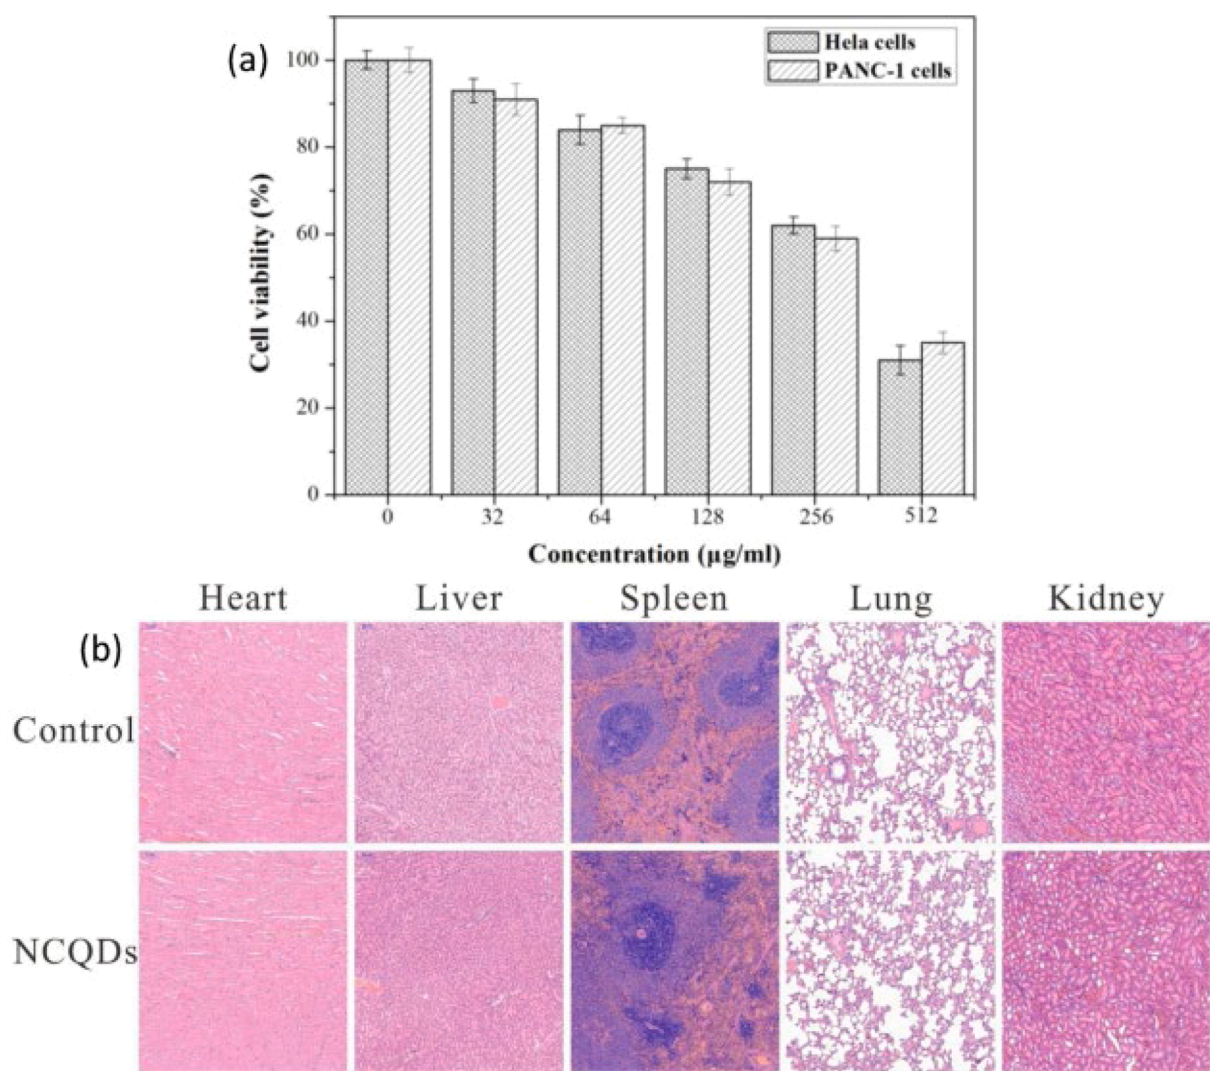 (a)
Hela cells
PANC-1 cells
100
80
60
40
20
0
Cell viability (%)
0 32 64 128 256 512
Concentration (μg/ml)
Heart Liver Spleen Lung Kidney
(b)
Control
NCQDs